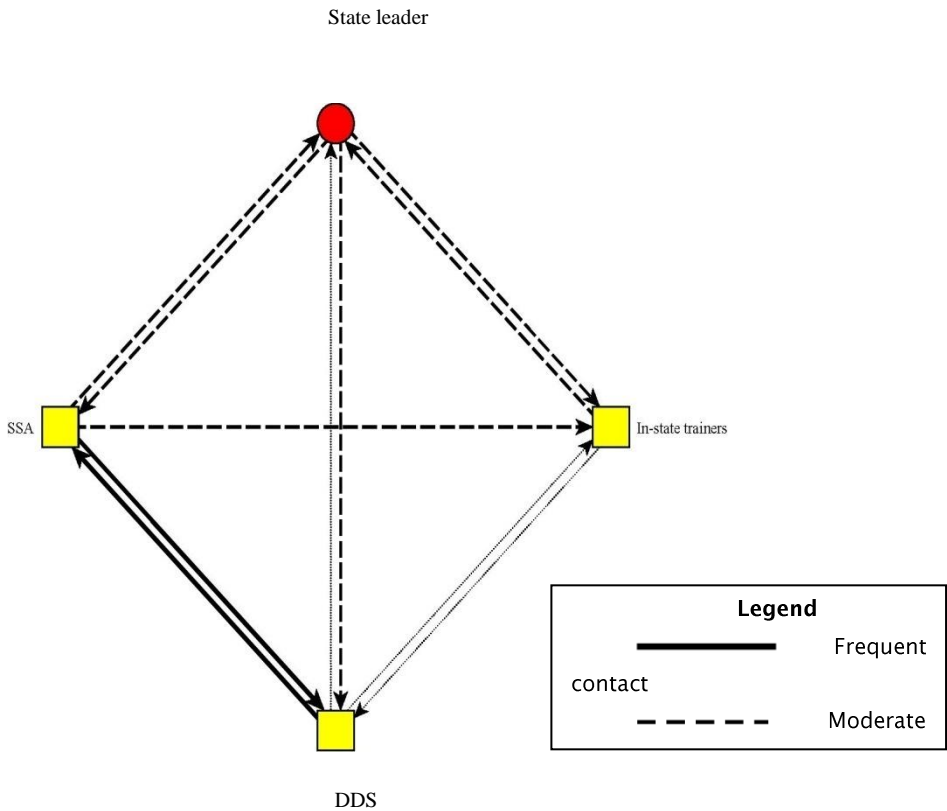 State leader
SSA
In-state trainers
Legend
Frequent
contact
Moderate
DDS